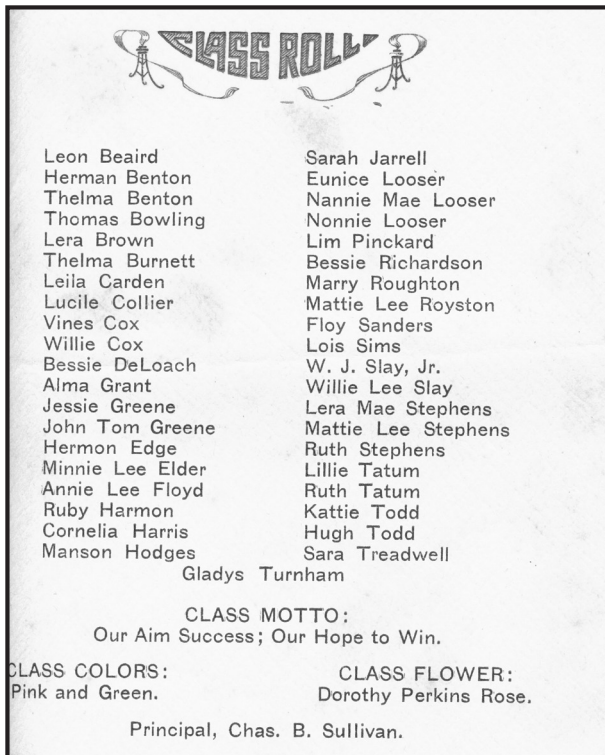 CLASS ROLL
Leon Beaird
Herman Benton
Thelma Benton
Thomas Bowling
Lera Brown
Thelma Burnett
Leila Carden
Lucile Collier
Vines Cox
Willie Cox
Bessie DeLoach
Alma Grant
Jessie Greene
John Tom Greene
Hermon Edge
Minnie Lee Elder
Annie Lee Floyd
Ruby Harmon
Cornelia Harris
Manson Hodges
Sarah Jarrell
Eunice Looser
Nannie Mae Looser
Nonnie Looser
Lim Pinckard
Bessie Richardson
Marry Roughton
Mattie Lee Royston
Floy Sanders
Lois Sims
W. J. Slay, Jr.
Willie Lee Slay
Lera Mae Stephens
Mattie Lee Stephens
Ruth Stephens
Lillie Tatum
Ruth Tatum
Kattie Todd
Hugh Todd
Sara Treadwell
Gladys Turnham
CLASS MOTTO:
Our Aim Success; Our Hope to Win.
CLASS COLORS:
Pink and Green.
CLASS FLOWER:
Dorothy Perkins Rose.
Principal, Chas. B. Sullivan.